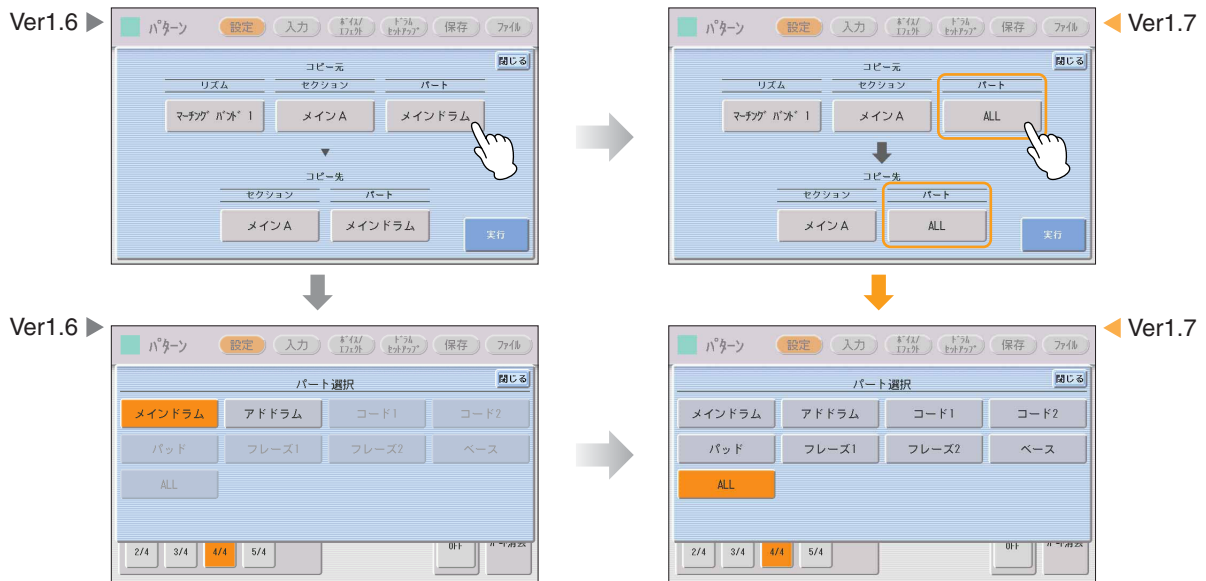 Ver1.6
パターン 設定 入力 ボイス/エフェクト ドラムセットアップ 保存 ファイル
コピー元 閉じる
リズム セクション パート
マーチング バンド 1 メインA メインドラム
コピー先
セクション パート
メインA メインドラム 実行
Ver1.7
パターン 設定 入力 ボイス/エフェクト ドラムセットアップ 保存 ファイル
コピー元 閉じる
リズム セクション パート
マーチング バンド 1 メインA ALL
コピー先
セクション パート
メインA ALL 実行
Ver1.6
パターン 設定 入力 ボイス/エフェクト ドラムセットアップ 保存 ファイル
パート選択 閉じる
メインドラム アドドラム コード1 コード2
パッド フレーズ1 フレーズ2 ベース
ALL
2/4 3/4 4/4 5/4 OFF
Ver1.7
パターン 設定 入力 ボイス/エフェクト ドラムセットアップ 保存 ファイル
パート選択 閉じる
メインドラム アドドラム コード1 コード2
パッド フレーズ1 フレーズ2 ベース
ALL
2/4 3/4 4/4 5/4 OFF